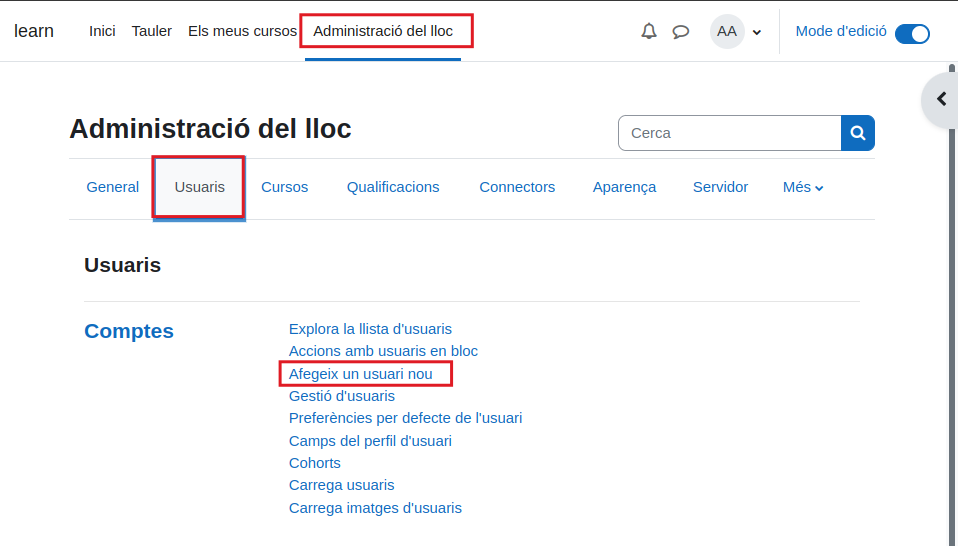 learn Inici Tauler Els meus cursos Administració del lloc AA Mode d'edició
Administració del lloc
Cerca
General Usuaris Cursos Qualificacions Connectors Aparença Servidor Més
Usuaris
Comptes
Explora la llista d'usuaris
Accions amb usuaris en bloc
Afegeix un usuari nou
Gestió d'usuaris
Preferències per defecte de l'usuari
Camps del perfil d'usuari
Cohorts
Carrega usuaris
Carrega imatges d'usuaris